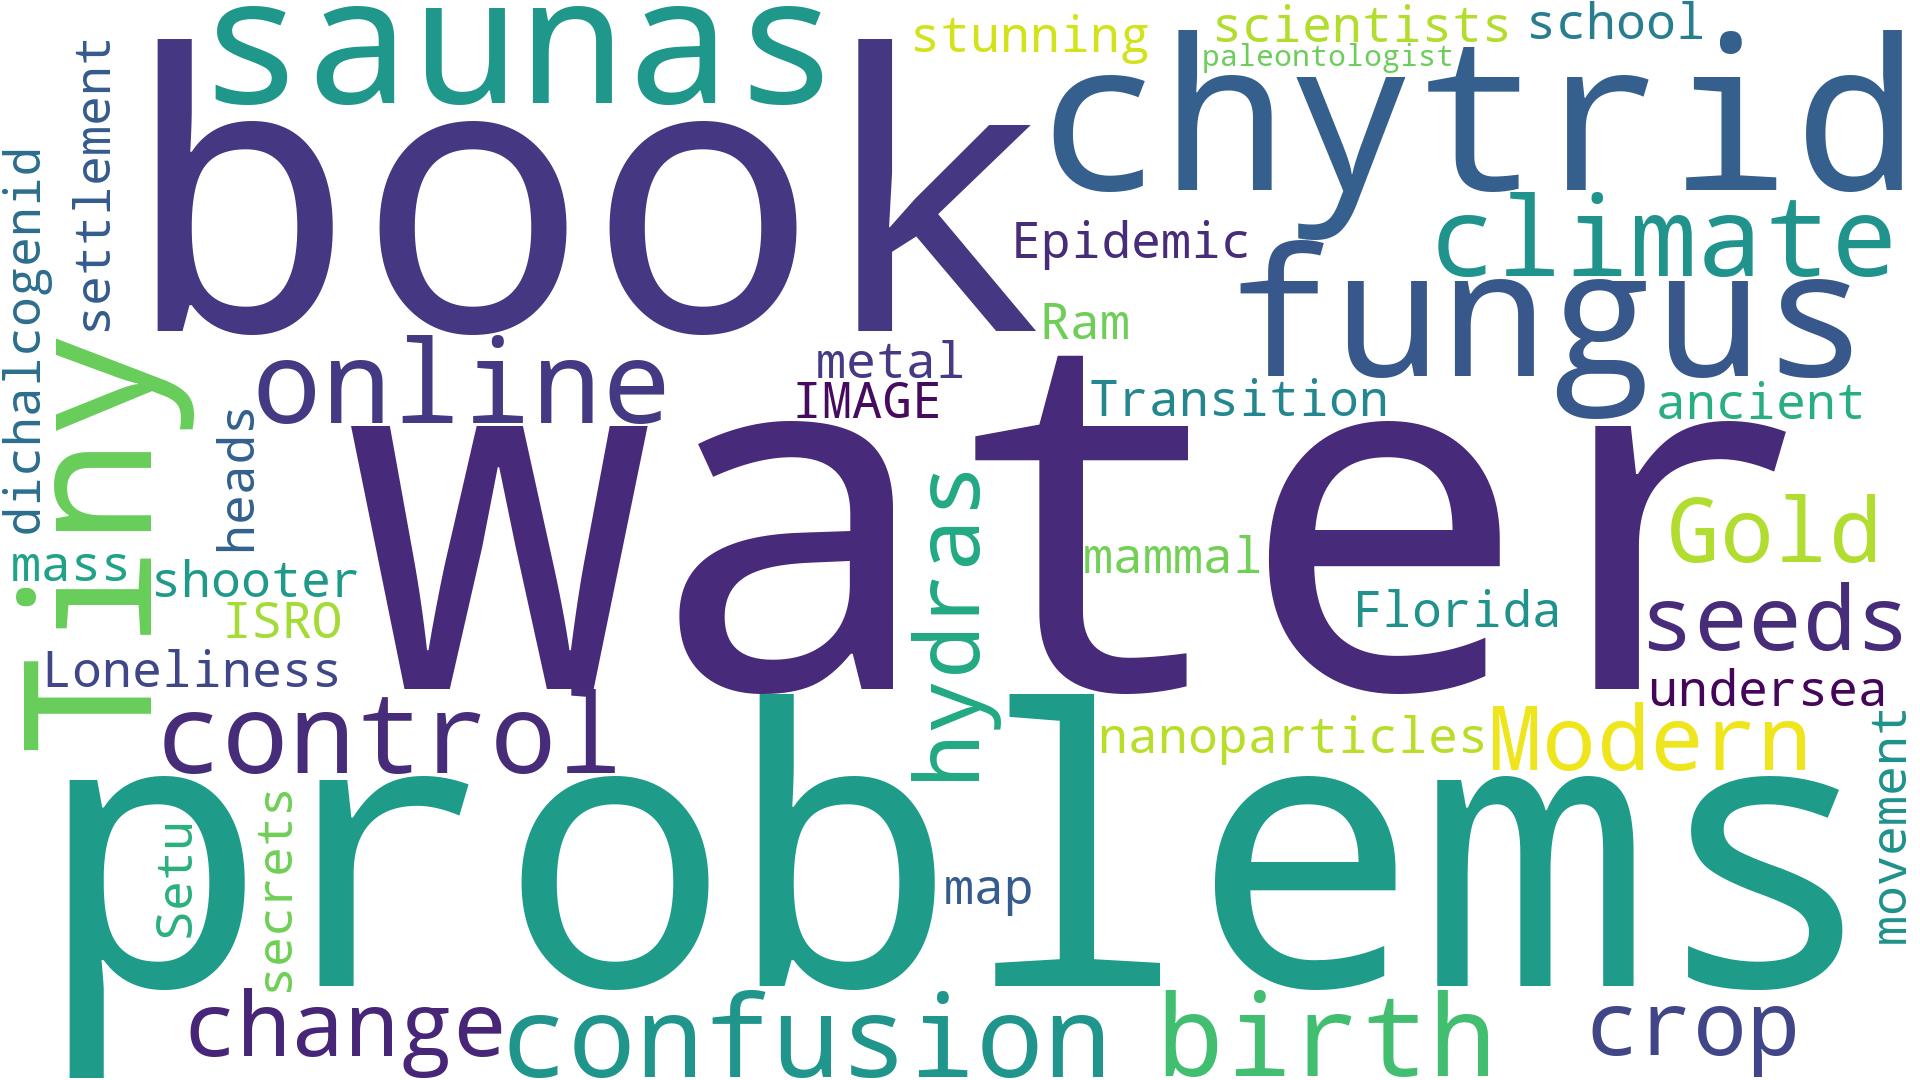 saunas
stunning
scientists
school
paleontologist
book
chytrid
settlement
dichalcogenid
Epidemic
climate
fungus
Ram
Tiny
online
metal
IMAGE
Transition
ancient
heads
water
hydras
Gold
mammal
mass
shooter
Florida
seeds
ISRO
Loneliness
undersea
control
nanoparticles
Modern
movement
problems
Setu
secrets
map
change
confusion
birth
crop